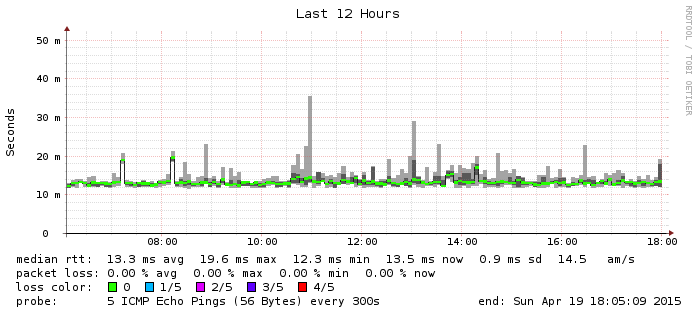 Last 12 Hours
RRDTOOL / TOBI OETIKER
Seconds
50 m
40 m
30 m
20 m
10 m
0
08:00 10:00 12:00 14:00 16:00 18:00
median rtt: 13.3 ms avg 19.6 ms max 12.3 ms min 13.5 ms now 0.9 ms sd 14.5 am/s
packet loss: 0.00 % avg 0.00 % max 0.00 % min 0.00 % now
loss color: 0 1/5 2/5 3/5 4/5
probe: 5 ICMP Echo Pings (56 Bytes) every 300s end: Sun Apr 19 18:05:09 2015